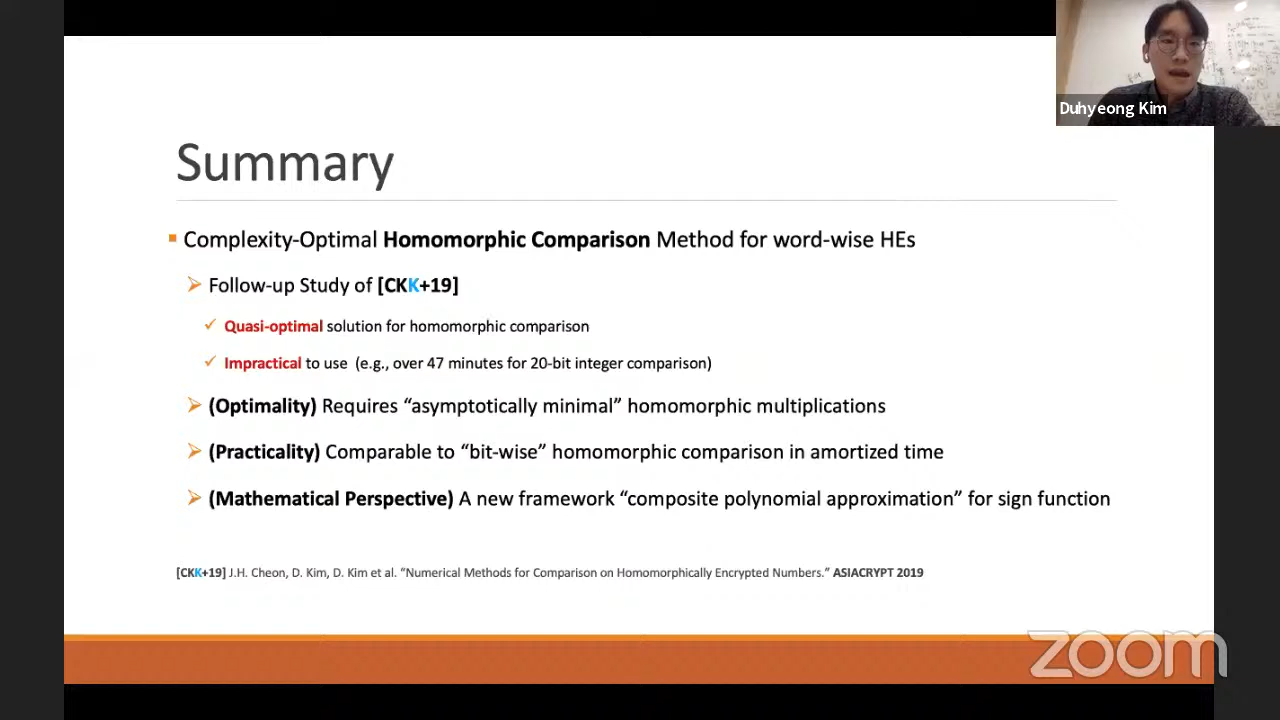 Duhyeong Kim
Summary
Complexity-Optimal Homomorphic Comparison Method for word-wise HEs
Follow-up Study of [CKK+19]
Quasi-optimal solution for homomorphic comparison
Impractical to use (e.g., over 47 minutes for 20-bit integer comparison)
(Optimality) Requires “asymptotically minimal” homomorphic multiplications
(Practicality) Comparable to “bit-wise” homomorphic comparison in amortized time
(Mathematical Perspective) A new framework “composite polynomial approximation” for sign function
[CKK+19] J.H. Cheon, D. Kim, D. Kim et al. “Numerical Methods for Comparison on Homomorphically Encrypted Numbers.” ASIACRYPT 2019
zoom